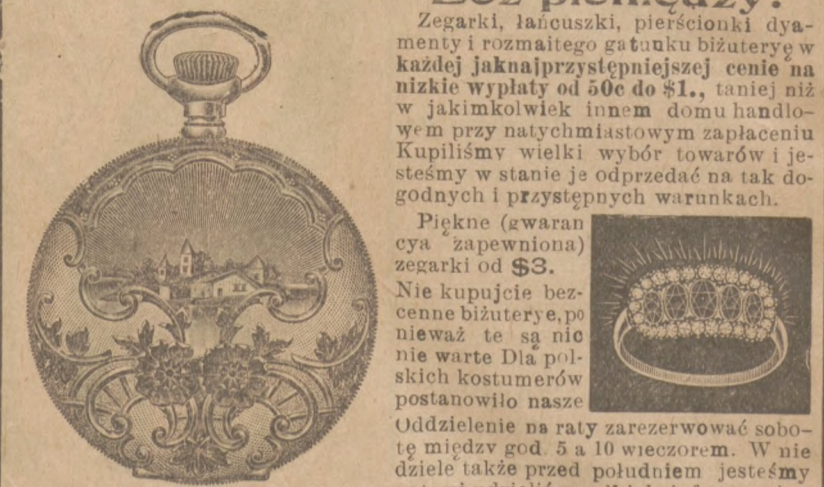 Bez pieniędzy!
Zegarki, łańcuszki, pierścionki dya-
menty i rozmaitego gatunku biżuteryę w
każdej jaknajprzystępniejszej cenie na
nizkie wypłaty od 50c do $1., taniej niż
w jakimkolwiek innem domu handlo-
wem przy natychmiastowym zapłaceniu
Kupiliśmy wielki wybór towarów i je-
steśmy w stanie je odprzedać na tak do-
godnych i przystępnych warunkach.
Piękne (gwaran
cya zapewniona)
zegarki od $3.
Nie kupujcie bez-
cenne biżuterye, po
nieważ te są nic
nie warte Dla pol-
skich kostumerów
postanowiło nasze
Oddzielenie na raty zarezerwować sobo-
tę między god. 5 a 10 wieczorem. W nie
dziele także przed południem jesteśmy